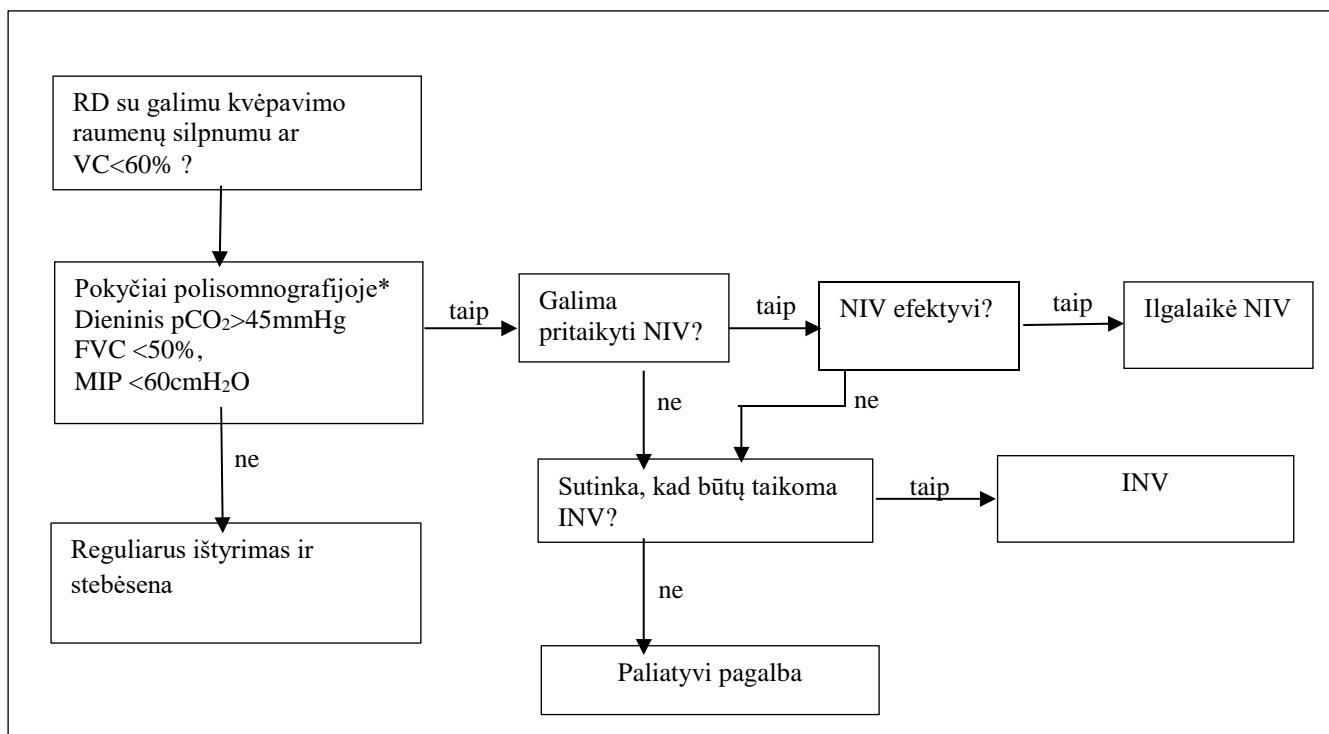 RD su galimu kvėpavimo
raumenų silpnumu ar
VC<60% ?
Pokyčiai polisomnografijoje*
Dieninis pCO₂>45mmHg
FVC <50%,
MIP <60cmH₂O
taip
Galima
pritaikyti NIV?
taip
NIV efektyvi?
taip
Ilgalaikė NIV
ne
ne
ne
Sutinka, kad būtų taikoma
INV?
taip
INV
Reguliarus ištyrimas ir
stebėsena
ne
Paliatyvi pagalba